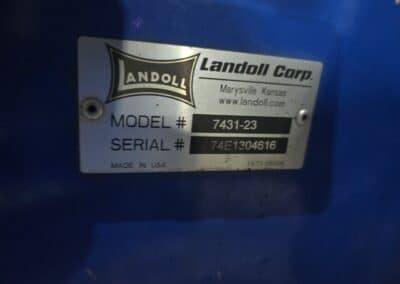 LANDOLL
Landoll Corp.
Marysville, Kansas
www.landoll.com
MODEL # 7431-23
SERIAL # 74E1304616
MADE IN USA